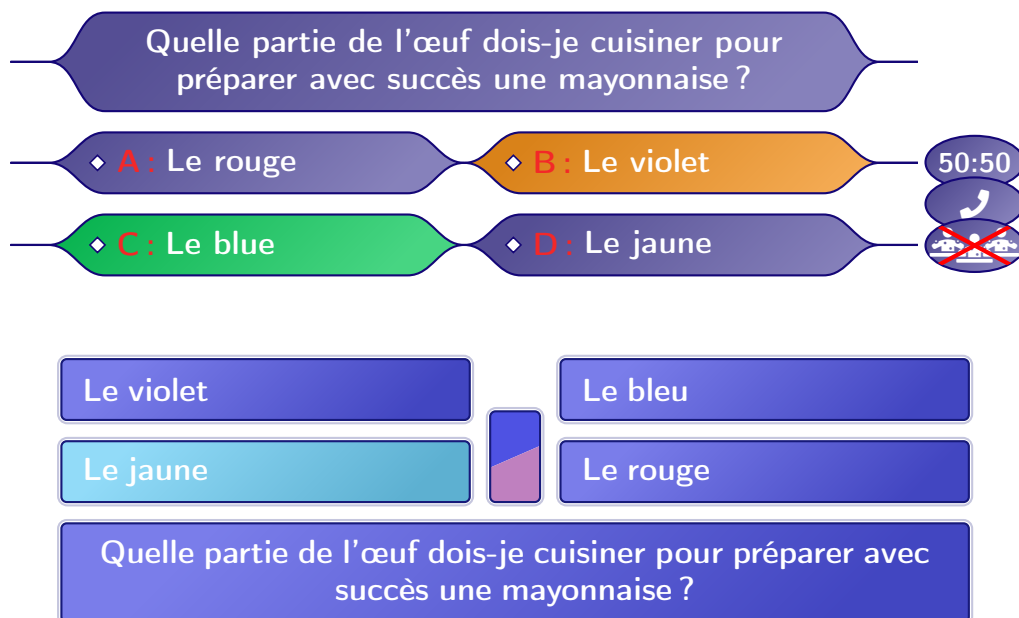 Quelle partie de l'œuf dois-je cuisiner pour
préparer avec succès une mayonnaise ?
A : Le rouge
B : Le violet
50:50
C : Le blue
D : Le jaune
Le violet
Le bleu
Le jaune
Le rouge
Quelle partie de l'œuf dois-je cuisiner pour préparer avec
succès une mayonnaise ?